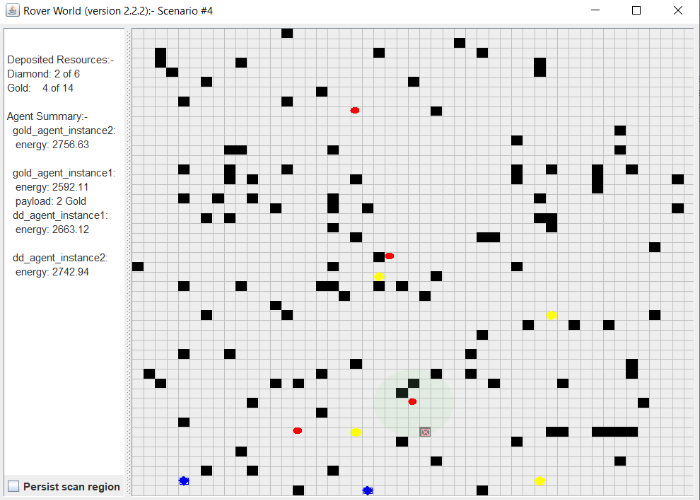 Rover World (version 2.2.2):- Scenario #4
Deposited Resources:-
Diamond: 2 of 6
Gold: 4 of 14
Agent Summary:-
gold_agent_instance2:
energy: 2756.63
gold_agent_instance1:
energy: 2592.11
payload: 2 Gold
dd_agent_instance1:
energy: 2663.12
dd_agent_instance2:
energy: 2742.94
Persist scan region